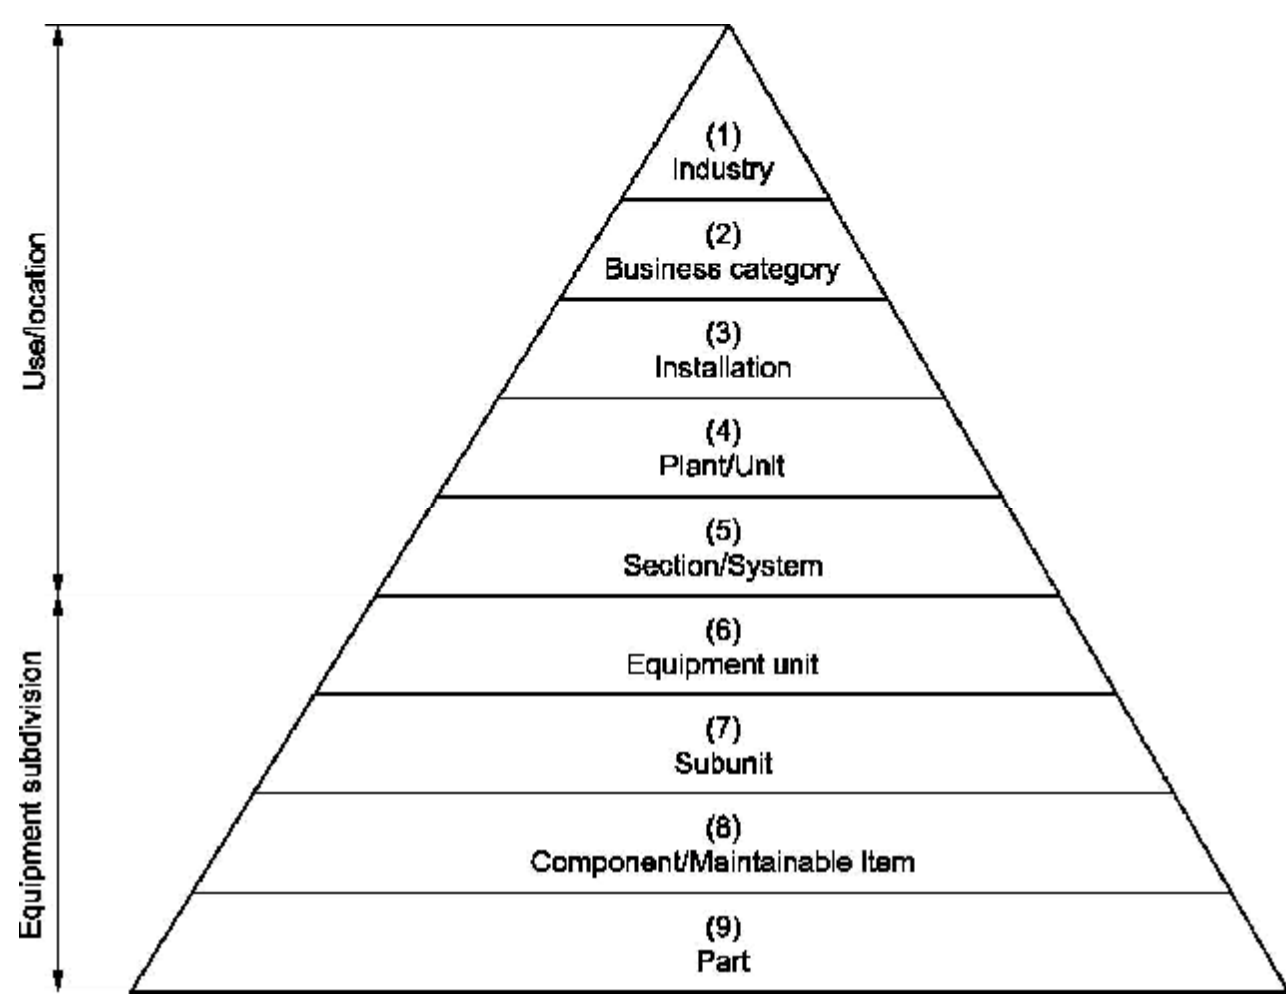 (1)
Industry
(2)
Business category
(3)
Installation
(4)
Plant/Unit
(5)
Section/System
(6)
Equipment unit
(7)
Subunit
(8)
Component/Maintainable Item
(9)
Part
Use/location
Equipment subdivision